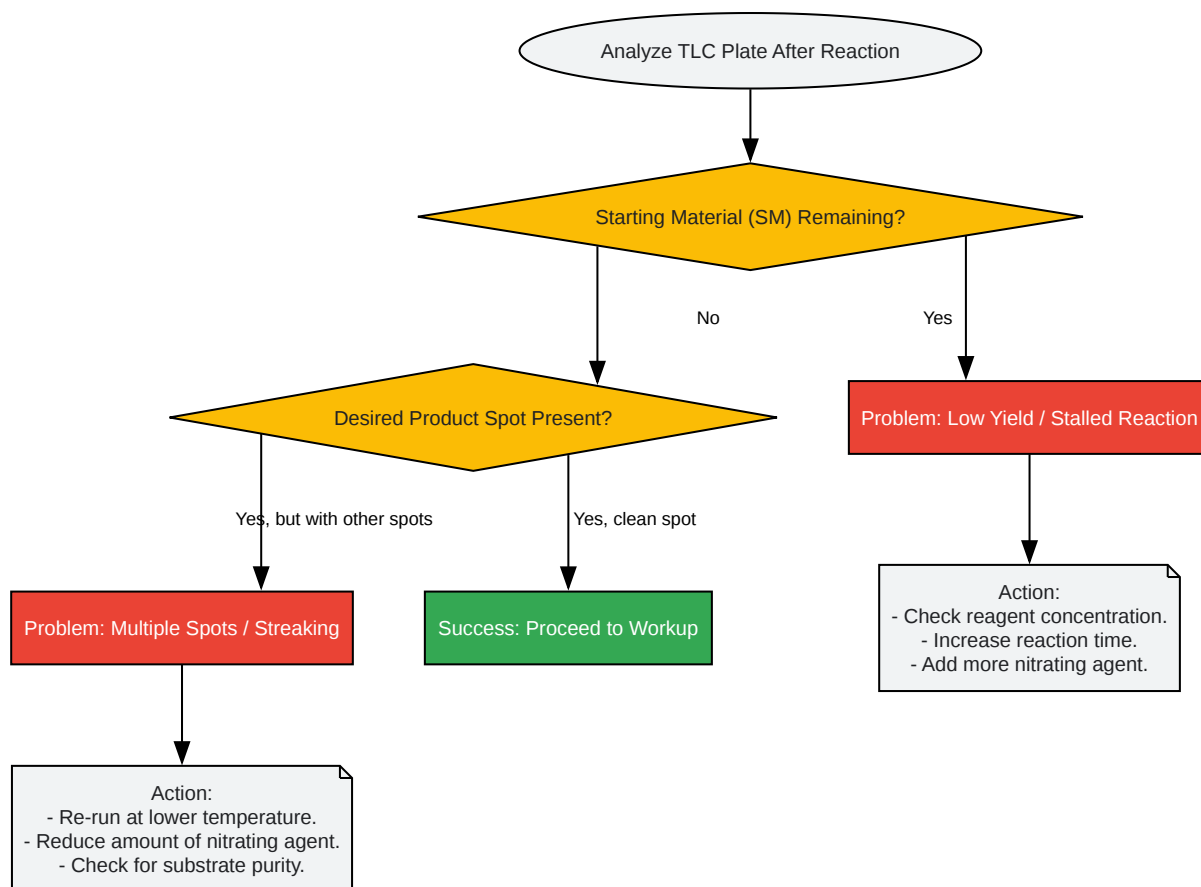 Analyze TLC Plate After Reaction
Starting Material (SM) Remaining?
No
Yes
Desired Product Spot Present?
Problem: Low Yield / Stalled Reaction
Yes, but with other spots
Yes, clean spot
Problem: Multiple Spots / Streaking
Success: Proceed to Workup
Action:
- Check reagent concentration.
- Increase reaction time.
- Add more nitrating agent.
Action:
- Re-run at lower temperature.
- Reduce amount of nitrating agent.
- Check for substrate purity.